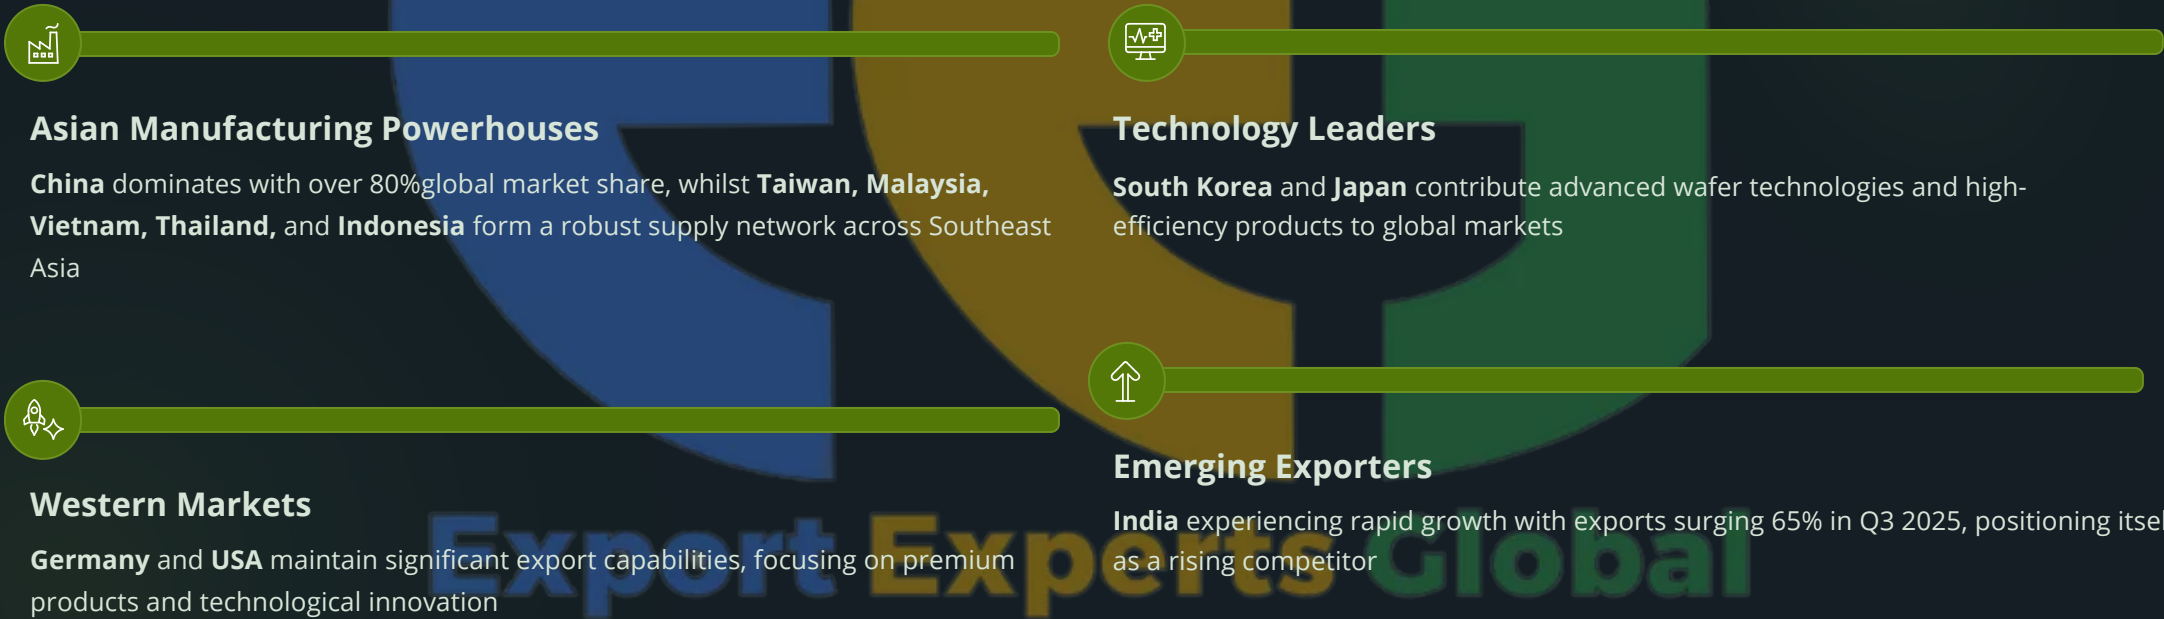 Asian Manufacturing Powerhouses
China dominates with over 80%global market share, whilst Taiwan, Malaysia,
Vietnam, Thailand, and Indonesia form a robust supply network across Southeast
Asia
Technology Leaders
South Korea and Japan contribute advanced wafer technologies and high-
efficiency products to global markets
Western Markets
Germany and USA maintain significant export capabilities, focusing on premium
products and technological innovation
Emerging Exporters
India experiencing rapid growth with exports surging 65% in Q3 2025, positioning
as a rising competitor
Export Experts Global